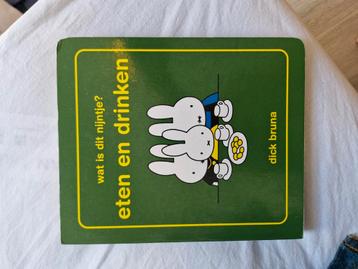 wat is dit nijntje?
eten en drinken
dick bruna